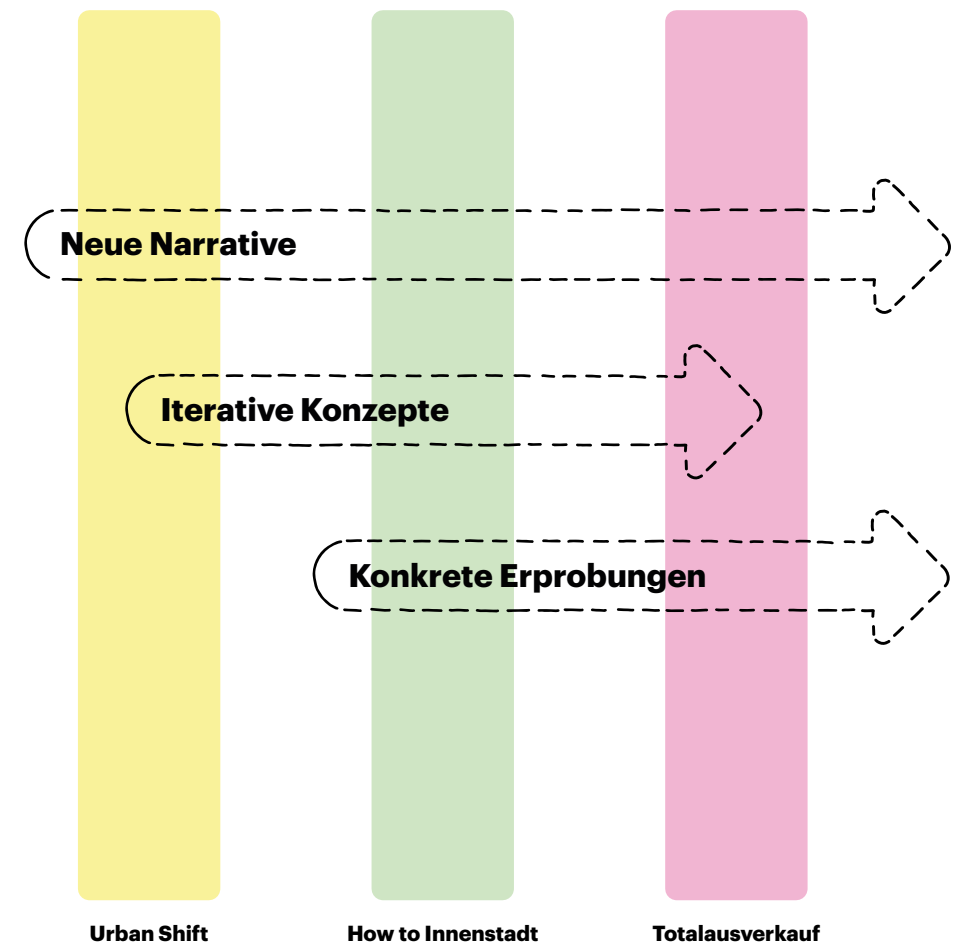 Neue Narrative
Iterative Konzepte
Konkrete Erprobungen
Urban Shift
How to Innenstadt
Totalausverkauf